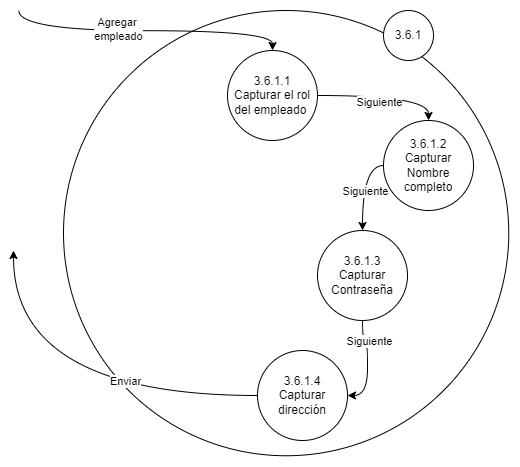 Agregar
empleado
3.6.1
3.6.1.1
Capturar el rol
del empleado
Siguiente
3.6.1.2
Capturar
Nombre
completo
Siguiente
3.6.1.3
Capturar
Contraseña
Siguiente
Enviar
3.6.1.4
Capturar
dirección